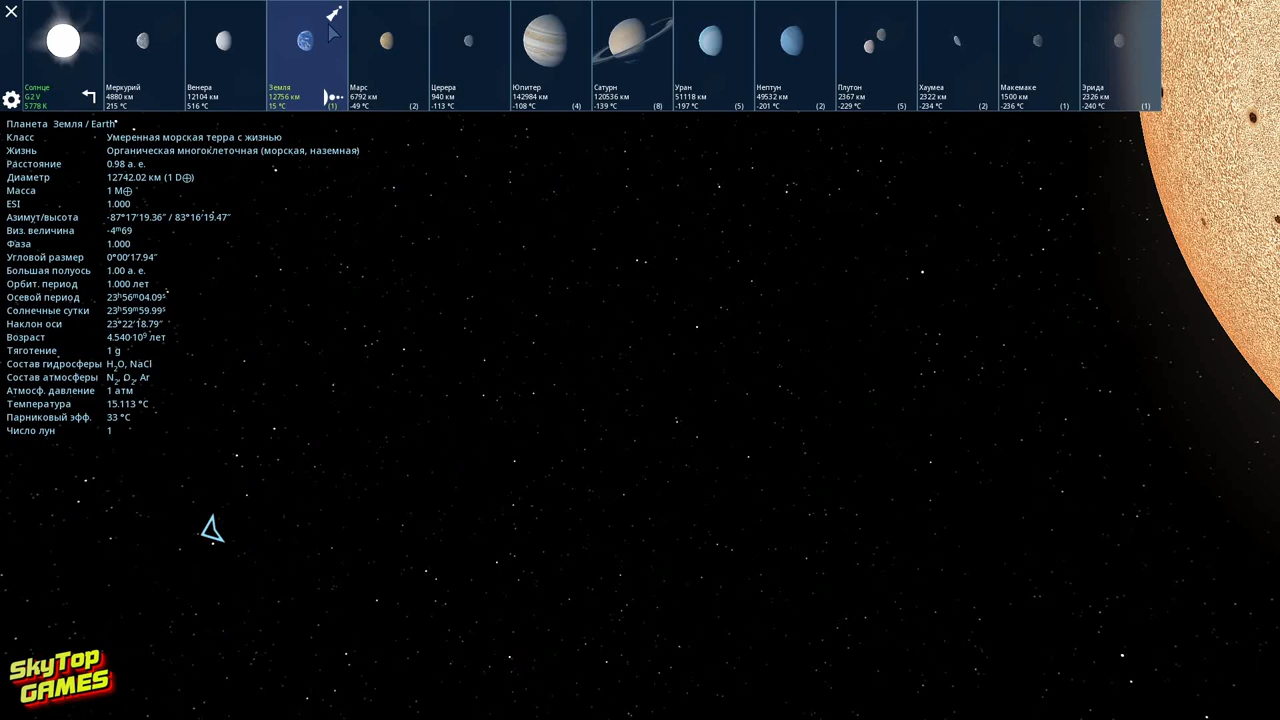 Солнце
G2 V
5778 K
Меркурий
4880 км
215 °C
Венера
12104 км
516 °C
Земля
12756 км
15 °C (1)
Марс
6792 км
-49 °C (2)
Церера
940 км
-113 °C
Юпитер
142984 км
-108 °C (4)
Сатурн
120536 км
-139 °C (8)
Уран
51118 км
-197 °C (5)
Нептун
49532 км
-201 °C (2)
Плутон
2367 км
-229 °C (5)
Хаумеа
2322 км
-234 °C (2)
Макемаке
1500 км
-236 °C (1)
Эрида
2326 км
-240 °C (1)
Планета Земля / Earth
Класс Умеренная морская терра с жизнью
Жизнь Органическая многоклеточная (морская, наземная)
Расстояние 0.98 а. е.
Диаметр 12742.02 км (1 D⊕)
Масса 1 M⊕
ESI 1.000
Азимут/высота -87°17′19.36″ / 83°16′19.47″
Виз. величина -4ᵐ69
Фаза 1.000
Угловой размер 0°00′17.94″
Большая полуось 1.00 а. е.
Орбит. период 1.000 лет
Осевой период 23ʰ56ᵐ04.09ˢ
Солнечные сутки 23ʰ59ᵐ59.99ˢ
Наклон оси 23°22′18.79″
Возраст 4.540·10⁹ лет
Тяготение 1 g
Состав гидросферы H₂O, NaCl
Состав атмосферы N₂, O₂, Ar
Атмосф. давление 1 атм
Температура 15.113 °C
Парниковый эфф. 33 °C
Число лун 1
SkyTop
GAMES